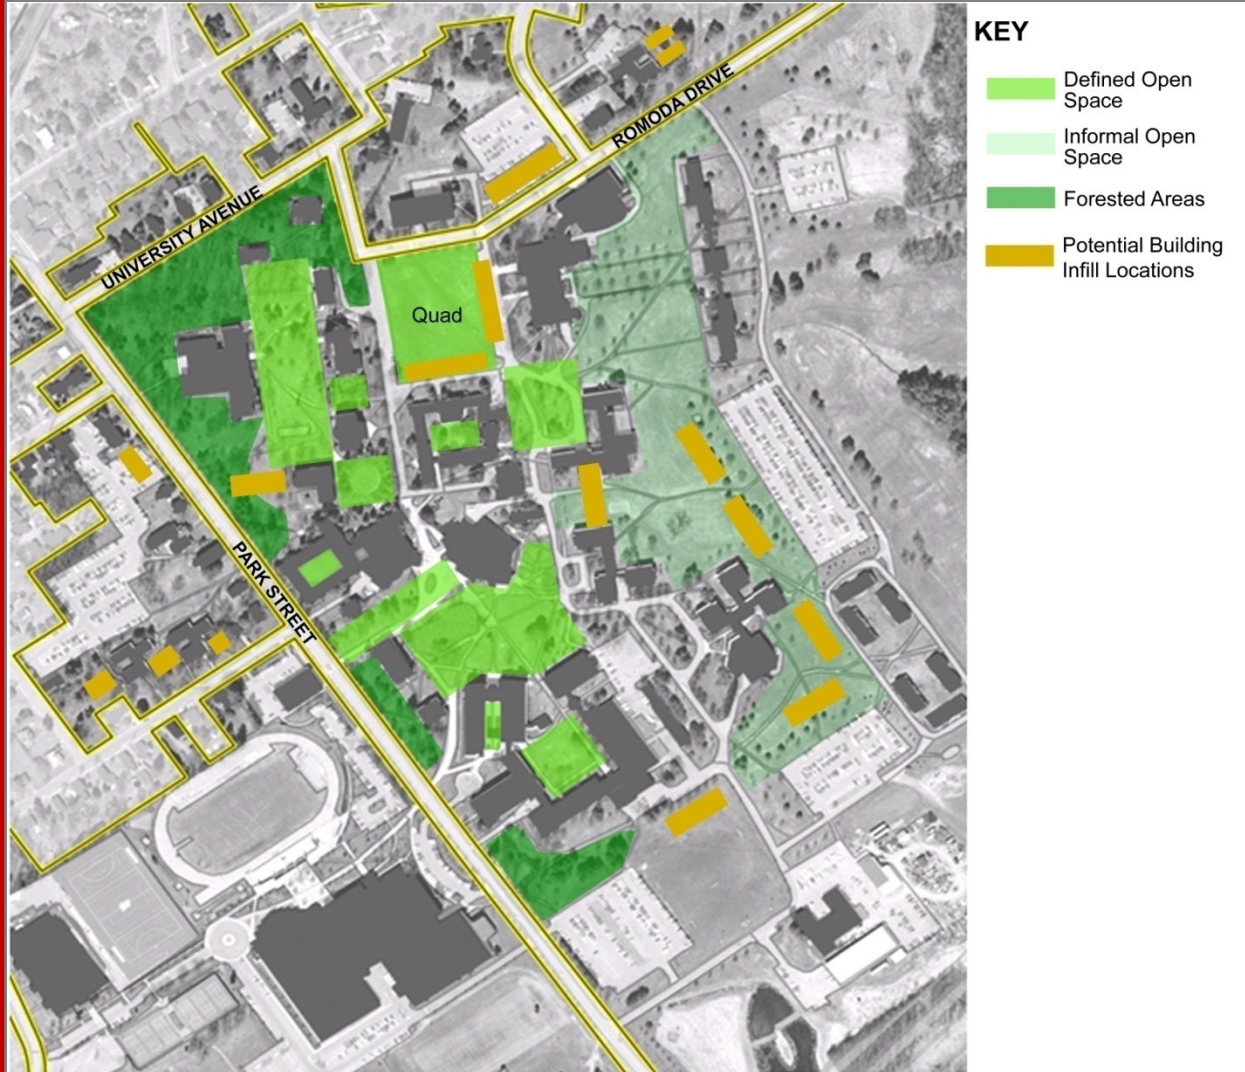 KEY
Defined Open
Space
Informal Open
Space
Forested Areas
Potential Building
Infill Locations
ROMODA DRIVE
UNIVERSITY AVENUE
Quad
PARK STREET